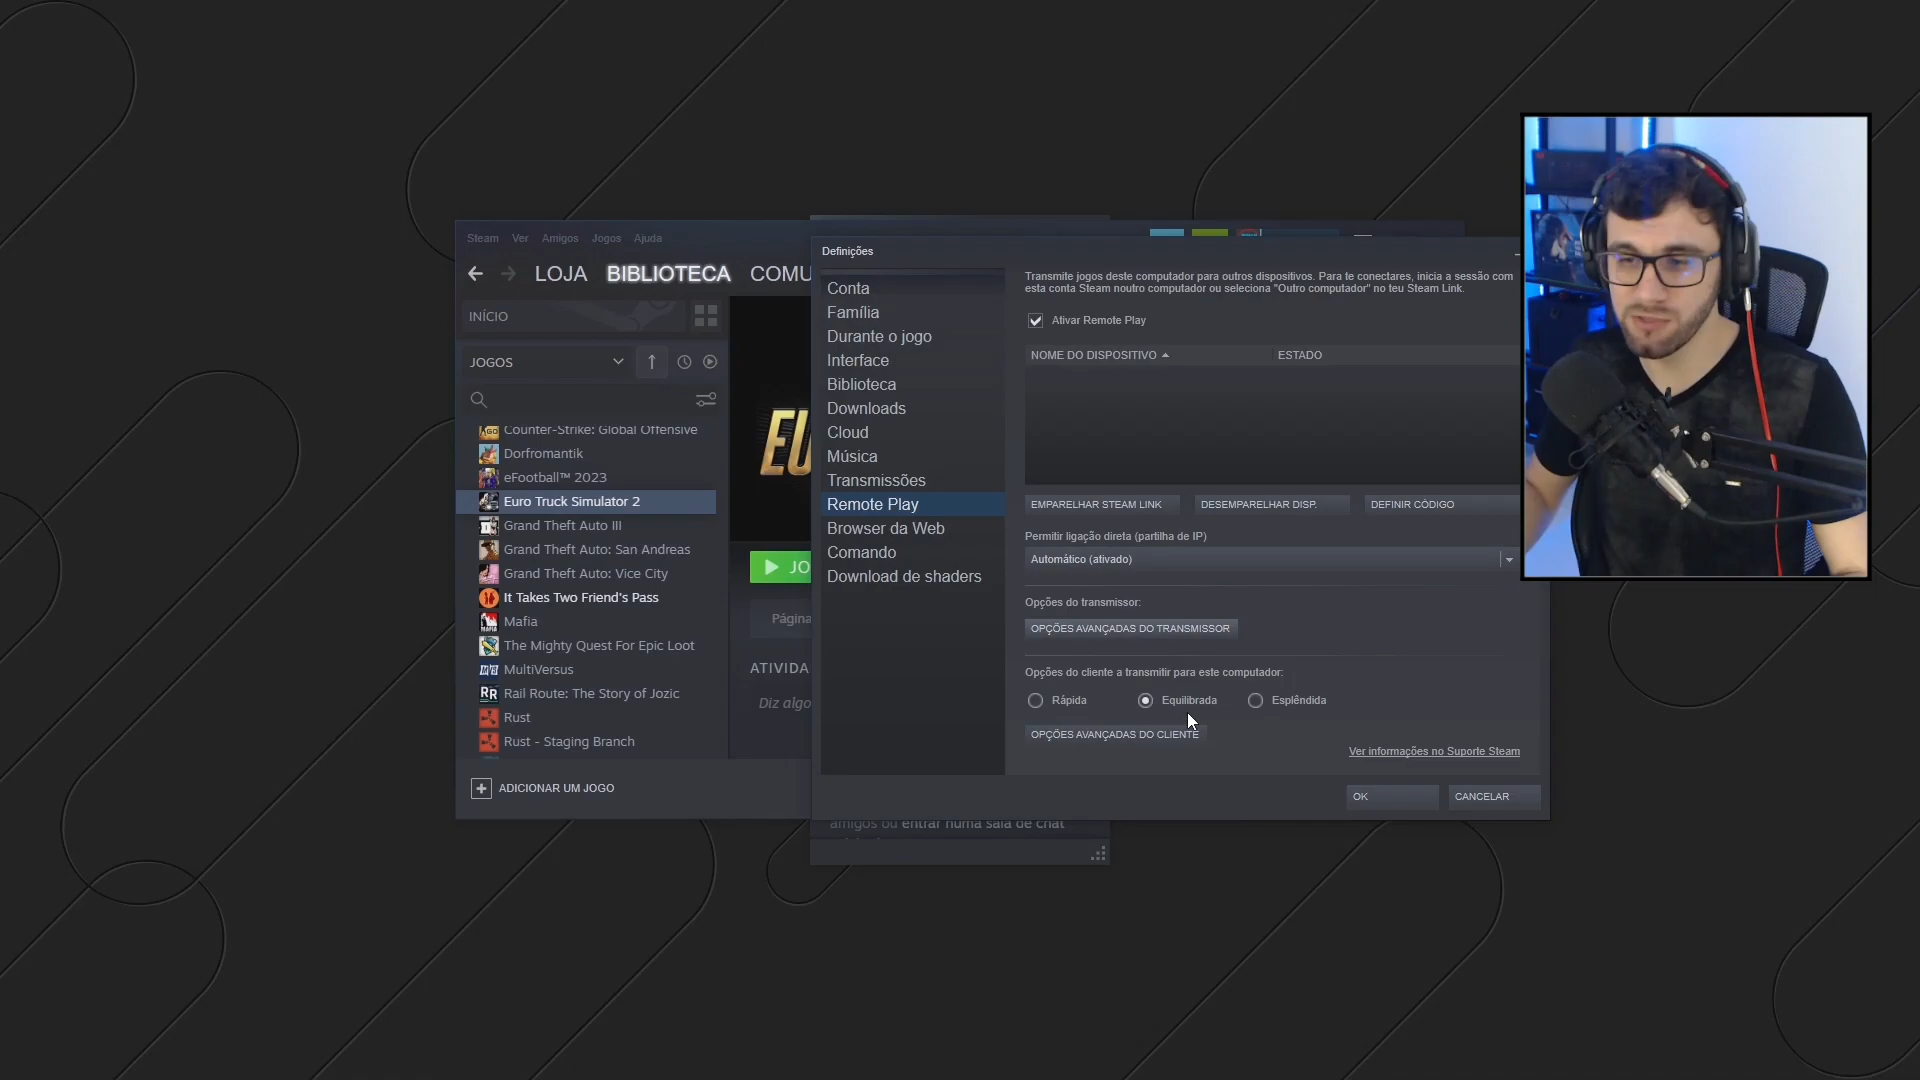 Steam Ver Amigos Jogos Ajuda
LOJA BIBLIOTECA COMU
INÍCIO
JOGOS
Counter-Strike: Global Offensive
Dorfromantik
eFootball™ 2023
Euro Truck Simulator 2
Grand Theft Auto III
Grand Theft Auto: San Andreas
Grand Theft Auto: Vice City
It Takes Two Friend's Pass
Mafia
The Mighty Quest For Epic Loot
MultiVersus
Rail Route: The Story of Jozic
Rust
Rust - Staging Branch
ADICIONAR UM JOGO
EU
JO
Página
ATIVIDA
Diz algo
Definições
Conta
Família
Durante o jogo
Interface
Biblioteca
Downloads
Cloud
Música
Transmissões
Remote Play
Browser da Web
Comando
Download de shaders
Transmite jogos deste computador para outros dispositivos. Para te conectares, inicia a sessão com
esta conta Steam noutro computador ou seleciona "Outro computador" no teu Steam Link.
Ativar Remote Play
NOME DO DISPOSITIVO ESTADO
EMPARELHAR STEAM LINK DESEMPARELHAR DISP. DEFINIR CÓDIGO
Permitir ligação direta (partilha de IP)
Automático (ativado)
Opções do transmissor:
OPÇÕES AVANÇADAS DO TRANSMISSOR
Opções do cliente a transmitir para este computador:
Rápida Equilibrada Esplêndida
OPÇÕES AVANÇADAS DO CLIENTE
Ver informações no Suporte Steam
OK CANCELAR
amigos ou entrar numa sala de chat